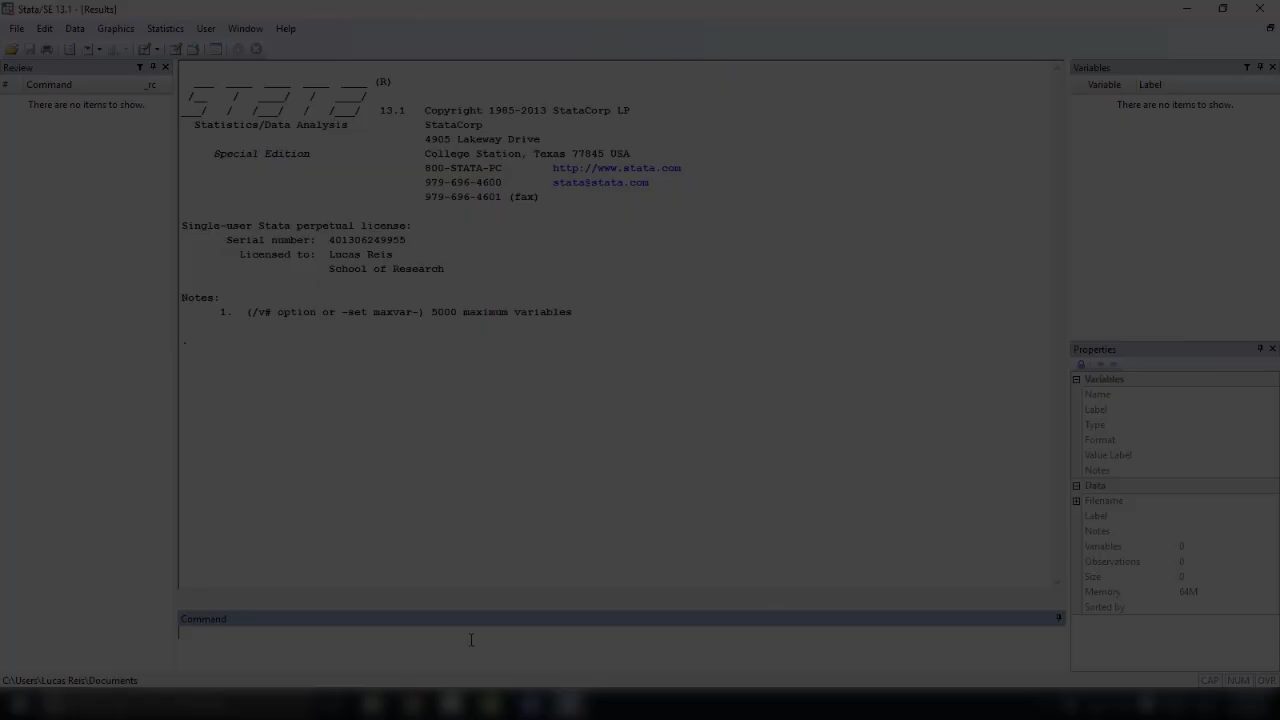 Stata/SE 13.1 - [Results]
File Edit Data Graphics Statistics User Window Help
Review
# Command _rc
There are no items to show.
(R)
13.1 Copyright 1985-2013 StataCorp LP
Statistics/Data Analysis StataCorp
4905 Lakeway Drive
Special Edition College Station, Texas 77845 USA
800-STATA-PC http://www.stata.com
979-696-4600 stata@stata.com
979-696-4601 (fax)
Single-user Stata perpetual license:
Serial number: 401306249955
Licensed to: Lucas Reis
School of Research
Notes:
1. (/v# option or -set maxvar-) 5000 maximum variables
.
Command
Variables
Variable Label
There are no items to show.
Properties
Variables
Name
Label
Type
Format
Value Label
Notes
Data
Filename
Label
Notes
Variables 0
Observations 0
Size 0
Memory 64M
Sorted by
C:\Users\Lucas Reis\Documents
CAP NUM OVR